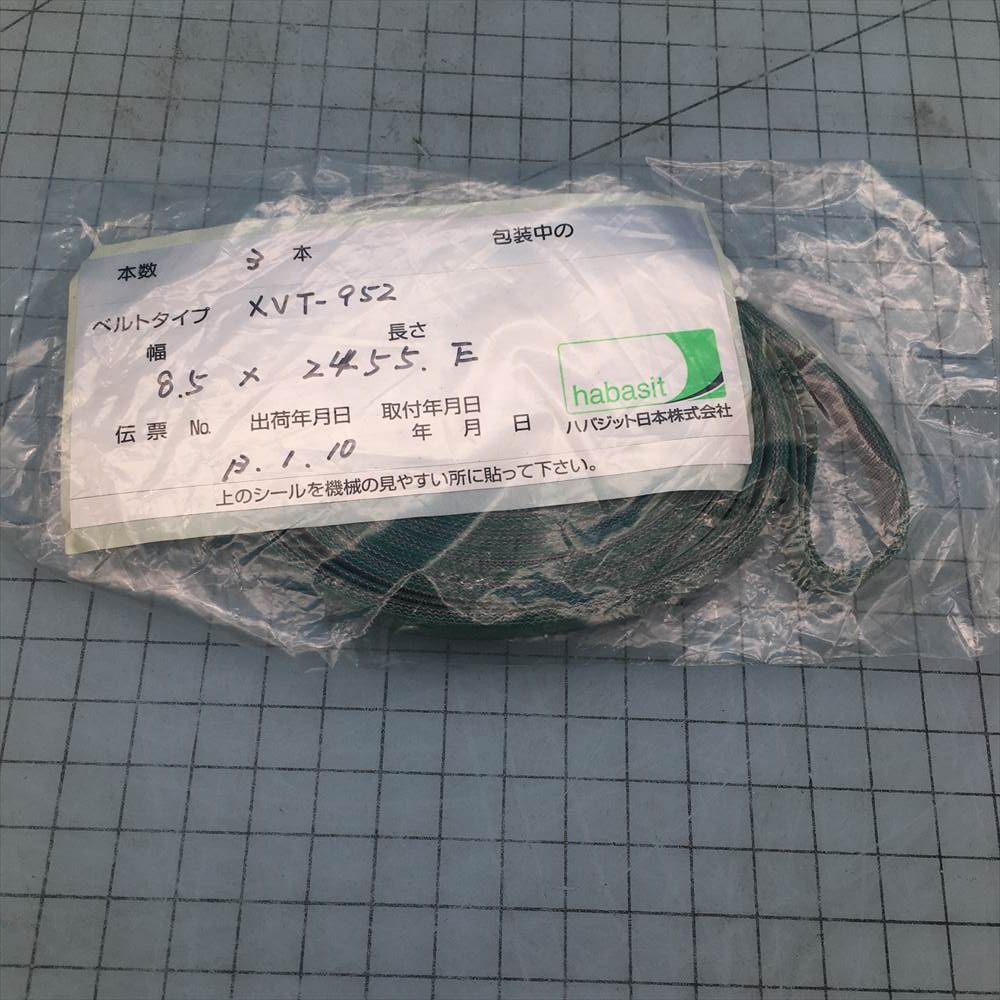 包装中の
本数 3 本
ベルトタイプ XVT-952
幅 長さ
8.5 × 2455. E
habasit
伝票 No. 出荷年月日 取付年月日
年 月 日
ハバジット日本株式会社
13.1.10
上のシールを機械の見やすい所に貼って下さい。